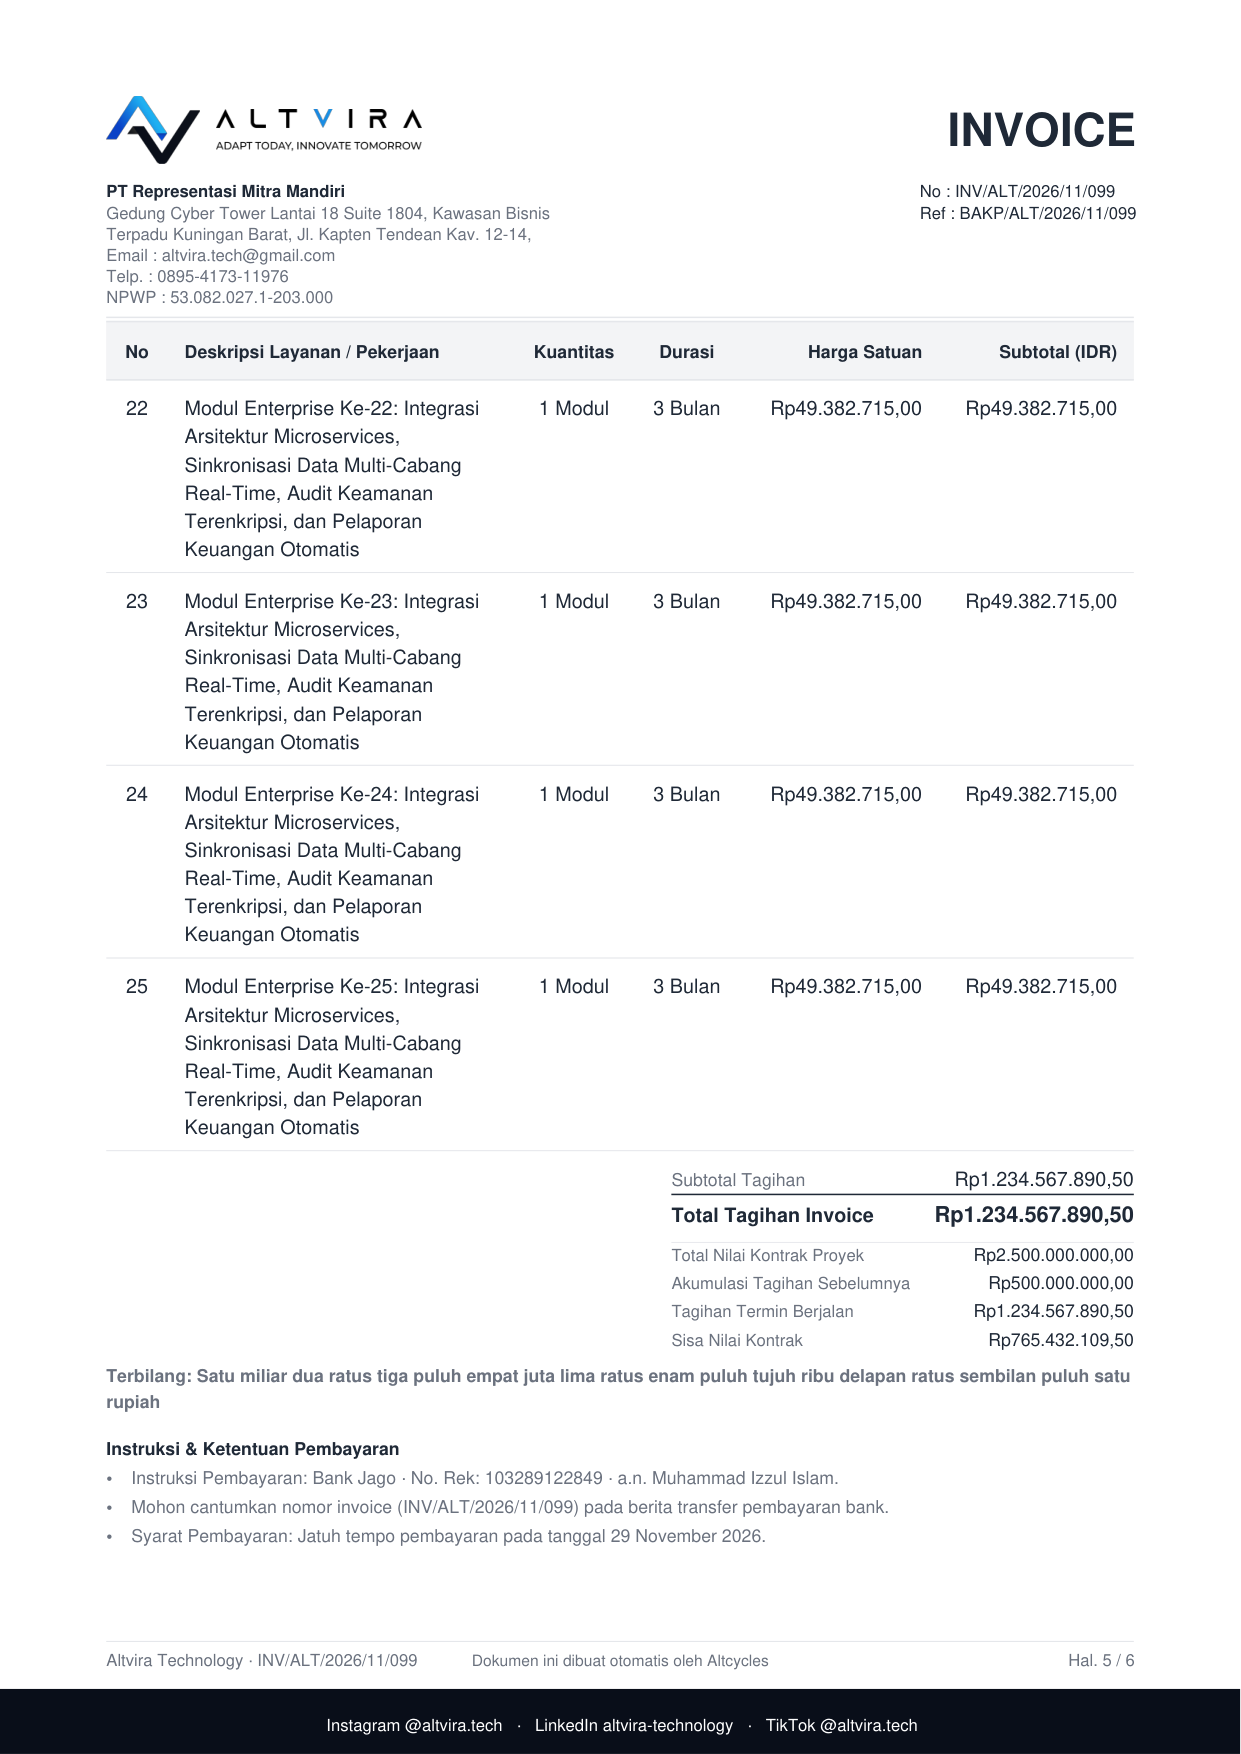 ALTVIRA
ADAPT TODAY, INNOVATE TOMORROW
INVOICE
PT Representasi Mitra Mandiri
Gedung Cyber Tower Lantai 18 Suite 1804, Kawasan Bisnis
Terpadu Kuningan Barat, Jl. Kapten Tendean Kav. 12-14,
Email : altvira.tech@gmail.com
Telp. : 0895-4173-11976
NPWP : 53.082.027.1-203.000
No : INV/ALT/2026/11/099
Ref : BAKP/ALT/2026/11/099
No Deskripsi Layanan / Pekerjaan Kuantitas Durasi Harga Satuan Subtotal (IDR)
22 Modul Enterprise Ke-22: Integrasi 1 Modul 3 Bulan Rp49.382.715,00 Rp49.382.715,00
Arsitektur Microservices,
Sinkronisasi Data Multi-Cabang
Real-Time, Audit Keamanan
Terenkripsi, dan Pelaporan
Keuangan Otomatis
23 Modul Enterprise Ke-23: Integrasi 1 Modul 3 Bulan Rp49.382.715,00 Rp49.382.715,00
Arsitektur Microservices,
Sinkronisasi Data Multi-Cabang
Real-Time, Audit Keamanan
Terenkripsi, dan Pelaporan
Keuangan Otomatis
24 Modul Enterprise Ke-24: Integrasi 1 Modul 3 Bulan Rp49.382.715,00 Rp49.382.715,00
Arsitektur Microservices,
Sinkronisasi Data Multi-Cabang
Real-Time, Audit Keamanan
Terenkripsi, dan Pelaporan
Keuangan Otomatis
25 Modul Enterprise Ke-25: Integrasi 1 Modul 3 Bulan Rp49.382.715,00 Rp49.382.715,00
Arsitektur Microservices,
Sinkronisasi Data Multi-Cabang
Real-Time, Audit Keamanan
Terenkripsi, dan Pelaporan
Keuangan Otomatis
Subtotal Tagihan Rp1.234.567.890,50
Total Tagihan Invoice Rp1.234.567.890,50
Total Nilai Kontrak Proyek Rp2.500.000.000,00
Akumulasi Tagihan Sebelumnya Rp500.000.000,00
Tagihan Termin Berjalan Rp1.234.567.890,50
Sisa Nilai Kontrak Rp765.432.109,50
Terbilang: Satu miliar dua ratus tiga puluh empat juta lima ratus enam puluh tujuh ribu delapan ratus sembilan puluh satu
rupiah
Instruksi & Ketentuan Pembayaran
• Instruksi Pembayaran: Bank Jago · No. Rek: 103289122849 · a.n. Muhammad Izzul Islam.
• Mohon cantumkan nomor invoice (INV/ALT/2026/11/099) pada berita transfer pembayaran bank.
• Syarat Pembayaran: Jatuh tempo pembayaran pada tanggal 29 November 2026.
Altvira Technology · INV/ALT/2026/11/099 Dokumen ini dibuat otomatis oleh Altcycles Hal. 5 / 6
Instagram @altvira.tech · LinkedIn altvira-technology · TikTok @altvira.tech